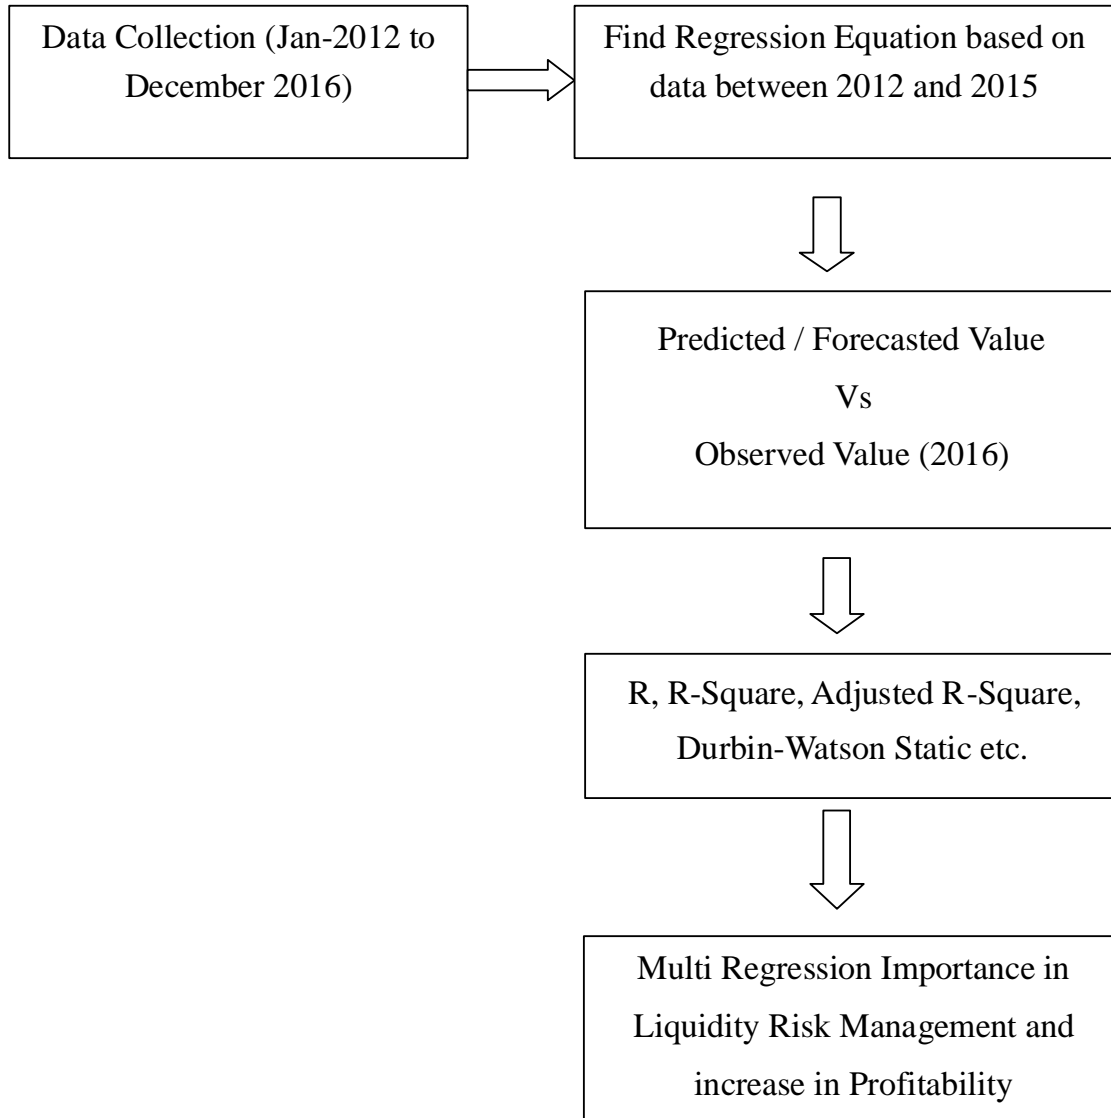 Data Collection (Jan-2012 to
December 2016)
Find Regression Equation based on
data between 2012 and 2015
Predicted / Forecasted Value
Vs
Observed Value (2016)
R, R-Square, Adjusted R-Square,
Durbin-Watson Static etc.
Multi Regression Importance in
Liquidity Risk Management and
increase in Profitability